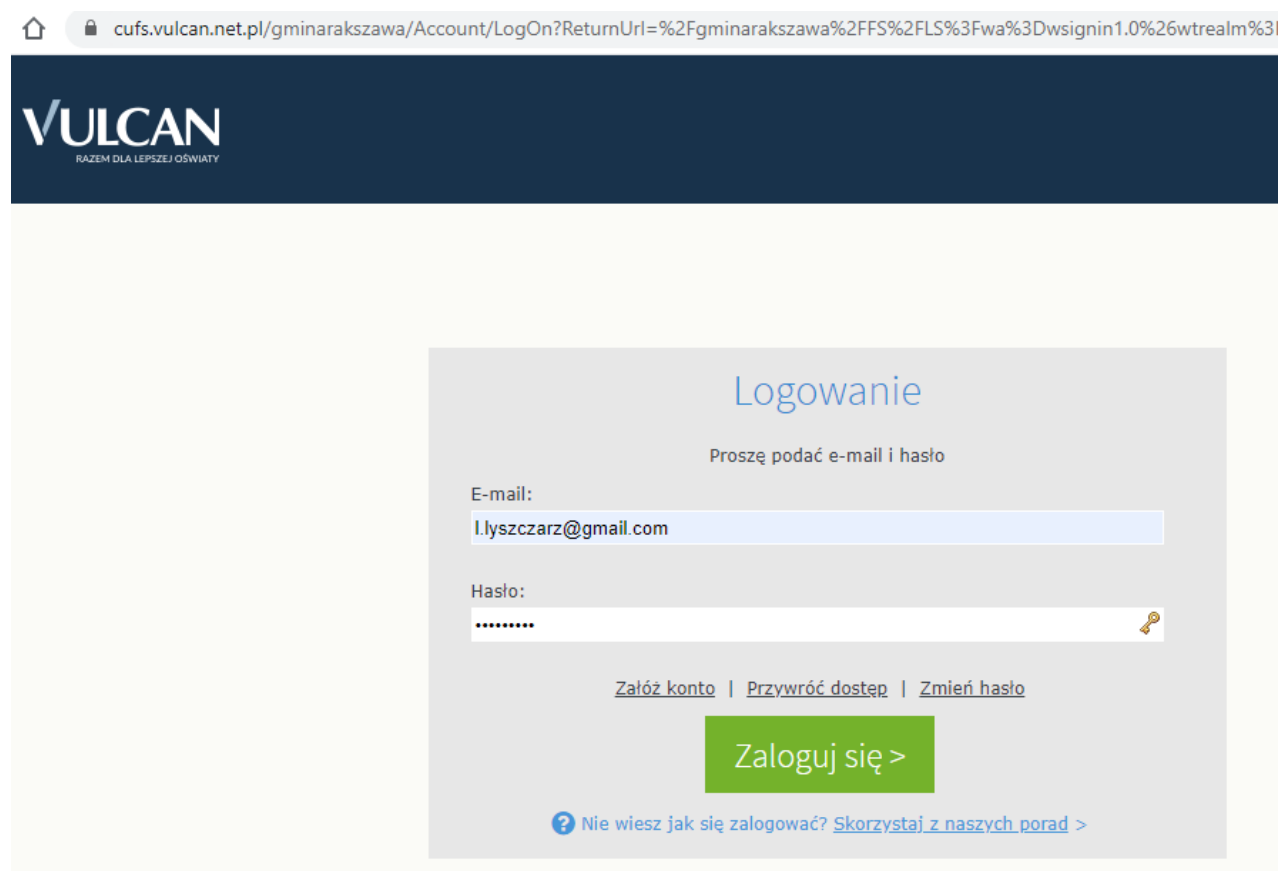 cufs.vulcan.net.pl/gminarakszawa/Account/LogOn?ReturnUrl=%2Fgminarakszawa%2FFS%2FLS%3Fwa%3Dwsignin1.0%26wtrealm%3
VULCAN
RAZEM DLA LEPSZEJ OŚWIATY
Logowanie
Proszę podać e-mail i hasło
E-mail:
l.lyszczarz@gmail.com
Hasło:
•••••••••
Załóż konto | Przywróć dostęp | Zmień hasło
Zaloguj się >
? Nie wiesz jak się zalogować? Skorzystaj z naszych porad >